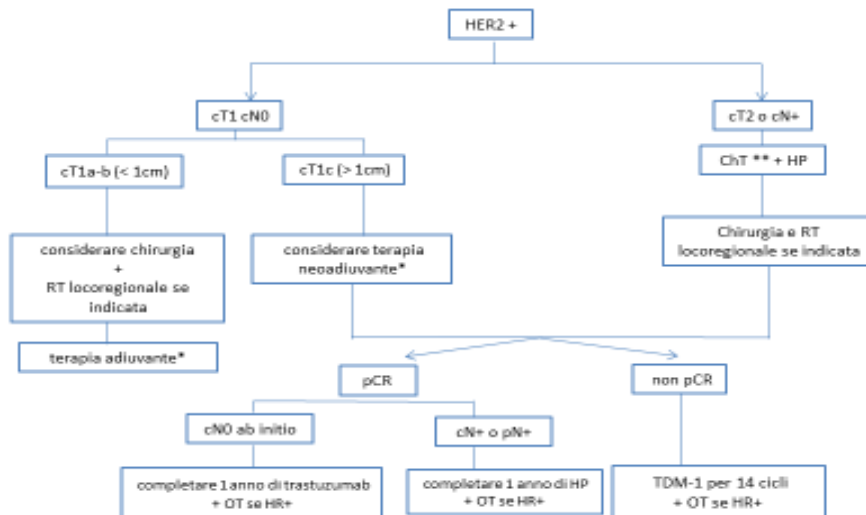 HER2 +
cT1 cN0
cT2 o cN+
cT1a-b (< 1cm)
cT1c (> 1cm)
ChT ** + HP
considerare chirurgia
+
RT locoregionale se
indicata
considerare terapia
neoadiuvante*
Chirurgia e RT
locoregionale se indicata
terapia adiuvante*
pCR
non pCR
cN0 ab initio
cN+ o pN+
completare 1 anno di trastuzumab
+ OT se HR+
completare 1 anno di HP
+ OT se HR+
TDM-1 per 14 cicli
+ OT se HR+